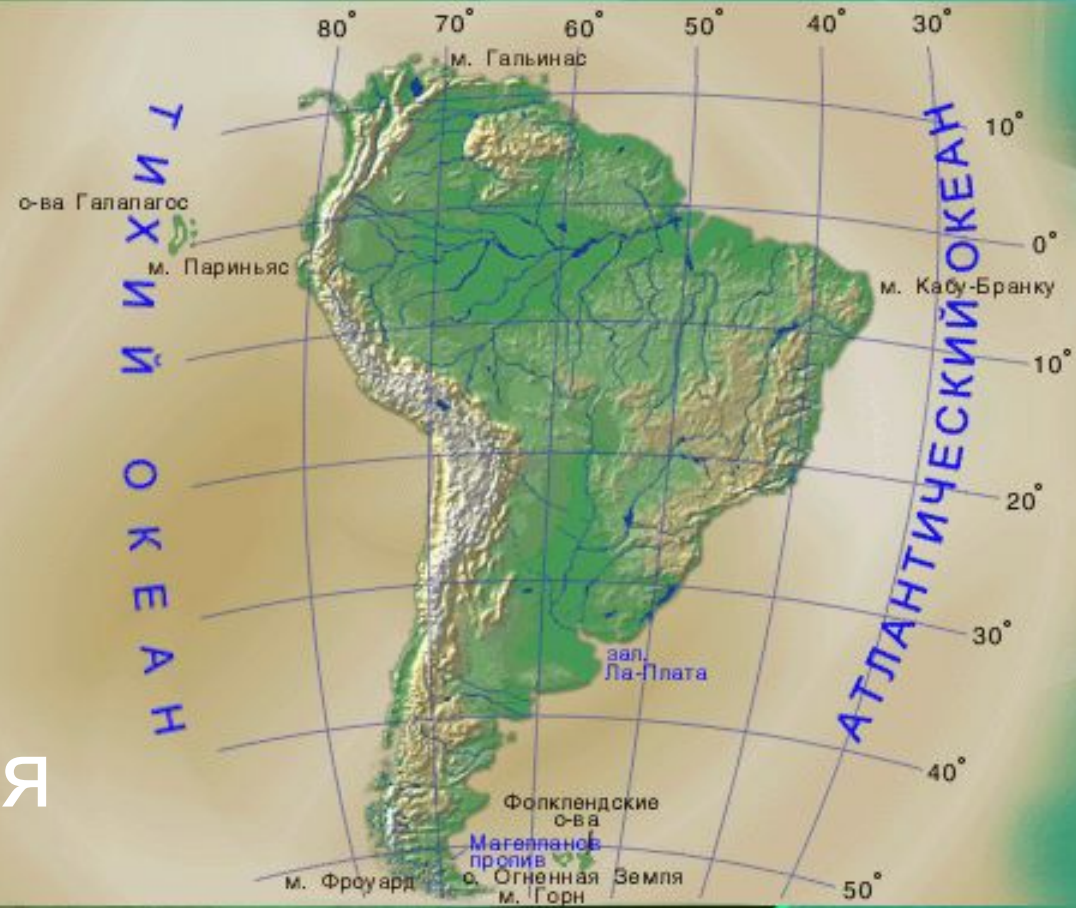 80° 70° 60° 50° 40° 30°
м. Гальинас
10°
ТИХИЙ ОКЕАН
АТЛАНТИЧЕСКИЙ ОКЕАН
о-ва Галапагос
0°
м. Париньяс
м. Кабу-Бранку
10°
20°
30°
зал.
Ла-Плата
40°
я
Фолклендские
о-ва
Магелланов
пролив
о. Огненная Земля
м. Фроуард
50°
м. Горн